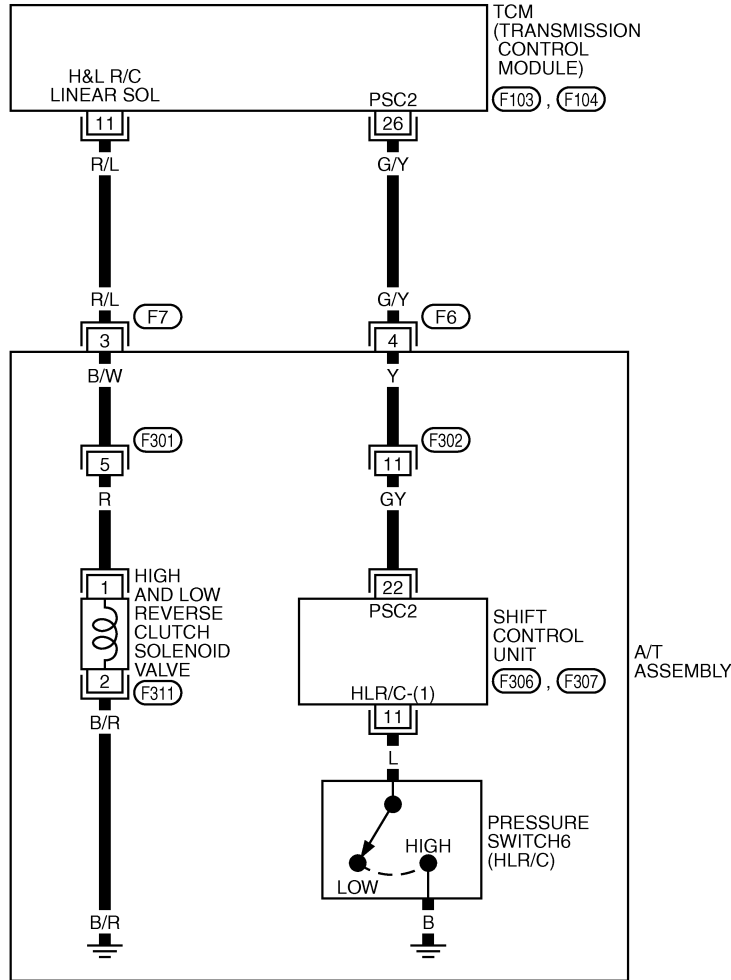 TCM
(TRANSMISSION
CONTROL
MODULE)
H&L R/C
LINEAR SOL
PSC2
F103 , F104
11
26
R/L
G/Y
R/L
G/Y
F7
F6
3
4
B/W
Y
F301
F302
5
11
R
GY
1
22
HIGH
AND LOW
REVERSE
CLUTCH
SOLENOID
VALVE
PSC2
SHIFT
CONTROL
UNIT
A/T
ASSEMBLY
2
F311
F306 , F307
HLR/C-(1)
11
B/R
L
PRESSURE
SWITCH6
(HLR/C)
HIGH
LOW
B/R
B